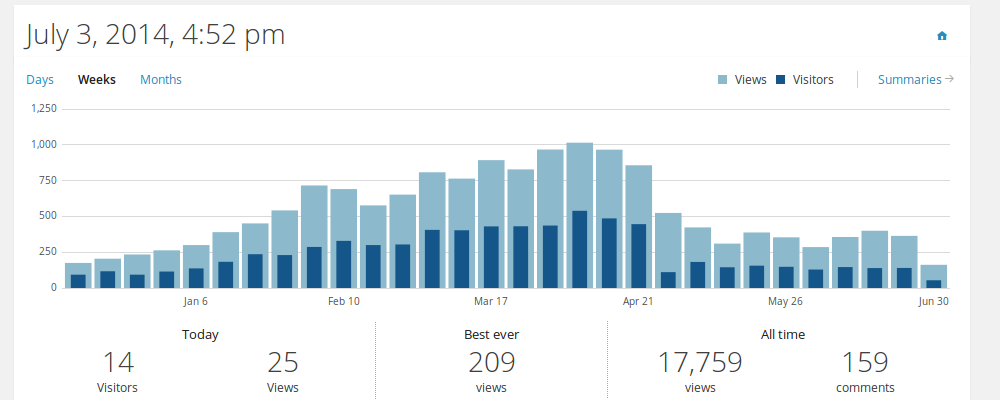 July 3, 2014, 4:52 pm
Days Weeks Months Views Visitors Summaries→
1,250
1,000
750
500
250
0
Jan 6 Feb 10 Mar 17 Apr 21 May 26 Jun 30
Today Best ever All time
14 25 209 17,759 159
Visitors Views views views comments